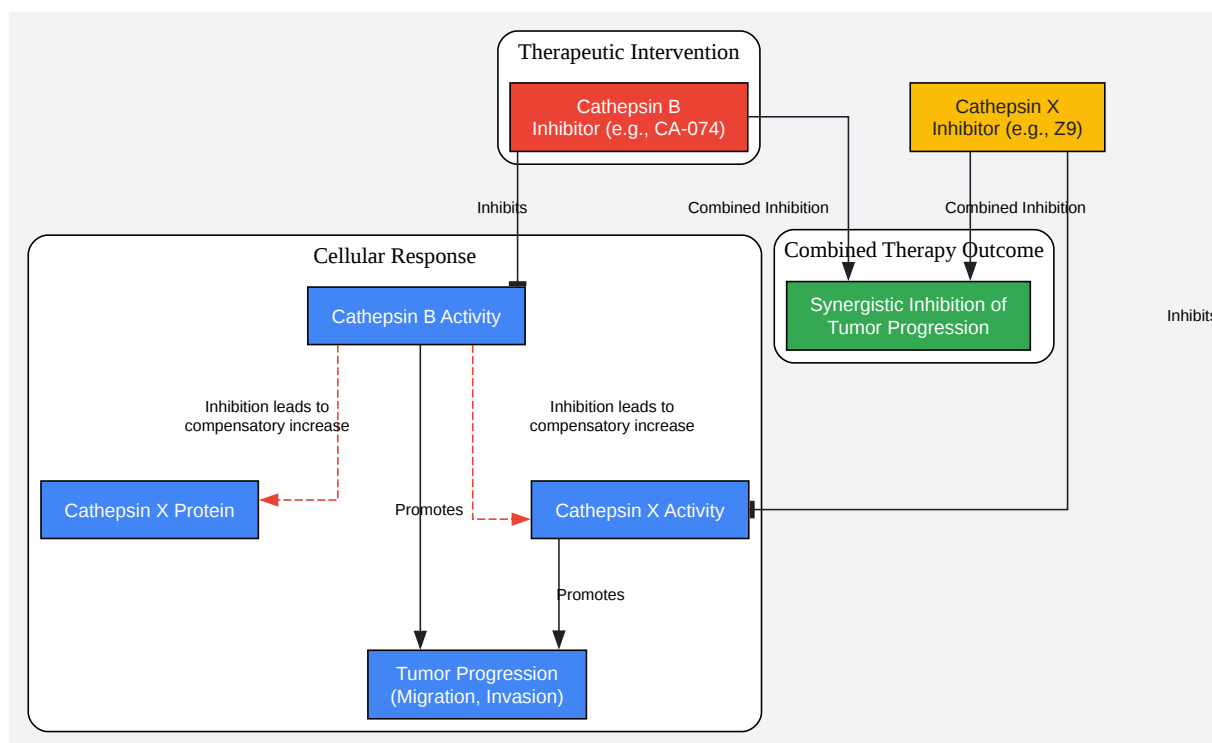 Therapeutic Intervention
Cathepsin B
Inhibitor (e.g., CA-074)
Cathepsin X
Inhibitor (e.g., Z9)
Inhibits
Combined Inhibition
Combined Inhibition
Cellular Response
Combined Therapy Outcome
Cathepsin B Activity
Synergistic Inhibition of
Tumor Progression
Inhibits
Inhibition leads to
compensatory increase
Inhibition leads to
compensatory increase
Cathepsin X Protein
Promotes
Cathepsin X Activity
Promotes
Tumor Progression
(Migration, Invasion)